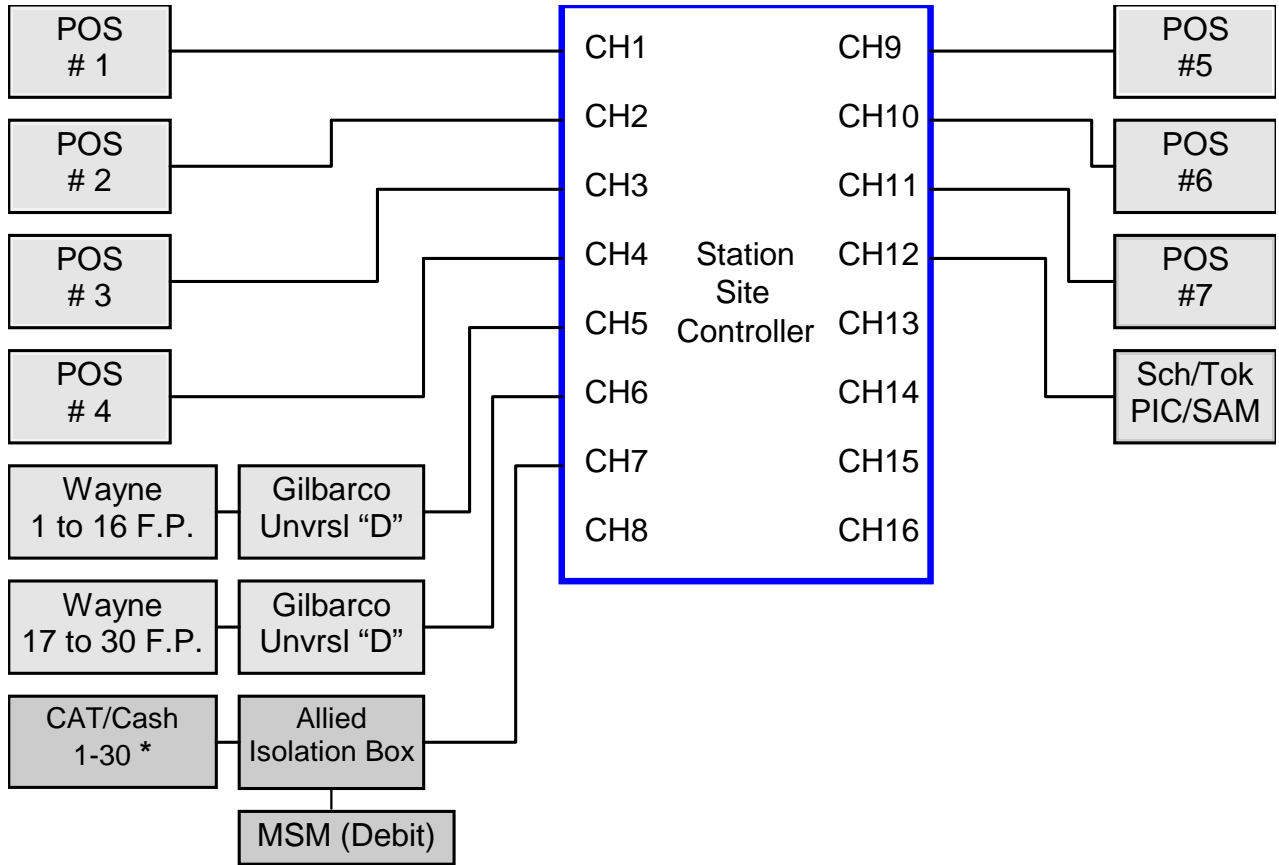 POS
# 1
POS
# 2
POS
# 3
POS
# 4
Wayne
1 to 16 F.P.
Gilbarco
Unvrsl “D”
Wayne
17 to 30 F.P.
Gilbarco
Unvrsl “D”
CAT/Cash
1-30 *
Allied
Isolation Box
MSM (Debit)
CH1
CH2
CH3
CH4
CH5
CH6
CH7
CH8
Station
Site
Controller
CH9
CH10
CH11
CH12
CH13
CH14
CH15
CH16
POS
#5
POS
#6
POS
#7
Sch/Tok
PIC/SAM